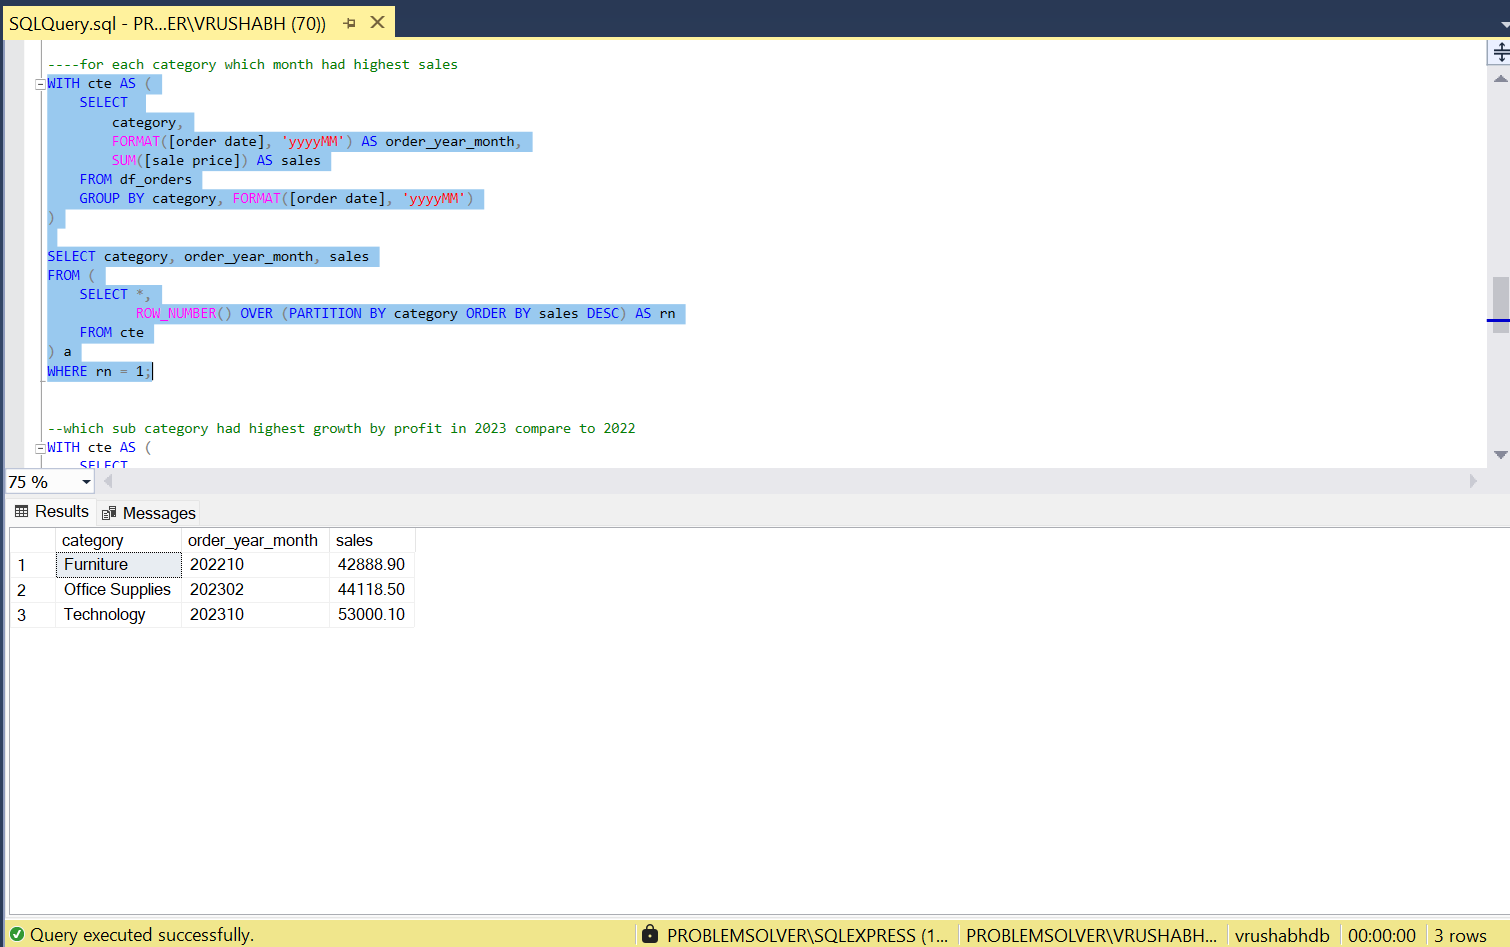 SQLQuery.sql - PR...ER\VRUSHABH (70))
----for each category which month had highest sales
WITH cte AS (
SELECT
category,
FORMAT([order date], 'yyyyMM') AS order_year_month,
SUM([sale price]) AS sales
FROM df_orders
GROUP BY category, FORMAT([order date], 'yyyyMM')
)
SELECT category, order_year_month, sales
FROM (
SELECT *,
ROW_NUMBER() OVER (PARTITION BY category ORDER BY sales DESC) AS rn
FROM cte
) a
WHERE rn = 1;
--which sub category had highest growth by profit in 2023 compare to 2022
WITH cte AS (
SELECT
75 %
Results Messages
category order_year_month sales
1 Furniture 202210 42888.90
2 Office Supplies 202302 44118.50
3 Technology 202310 53000.10
Query executed successfully. PROBLEMSOLVER\SQLEXPRESS (1... PROBLEMSOLVER\VRUSHABH... vrushabhdb 00:00:00 3 rows